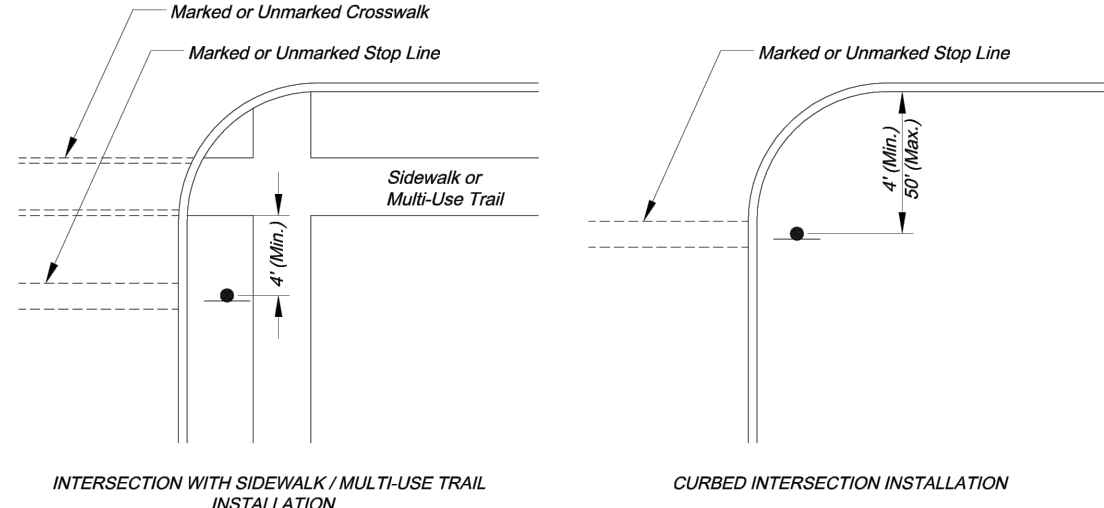 Marked or Unmarked Crosswalk
Marked or Unmarked Stop Line
Sidewalk or
Multi-Use Trail
4' (Min.)
INTERSECTION WITH SIDEWALK / MULTI-USE TRAIL
INSTALLATION
Marked or Unmarked Stop Line
4' (Min.)
50' (Max.)
CURBED INTERSECTION INSTALLATION